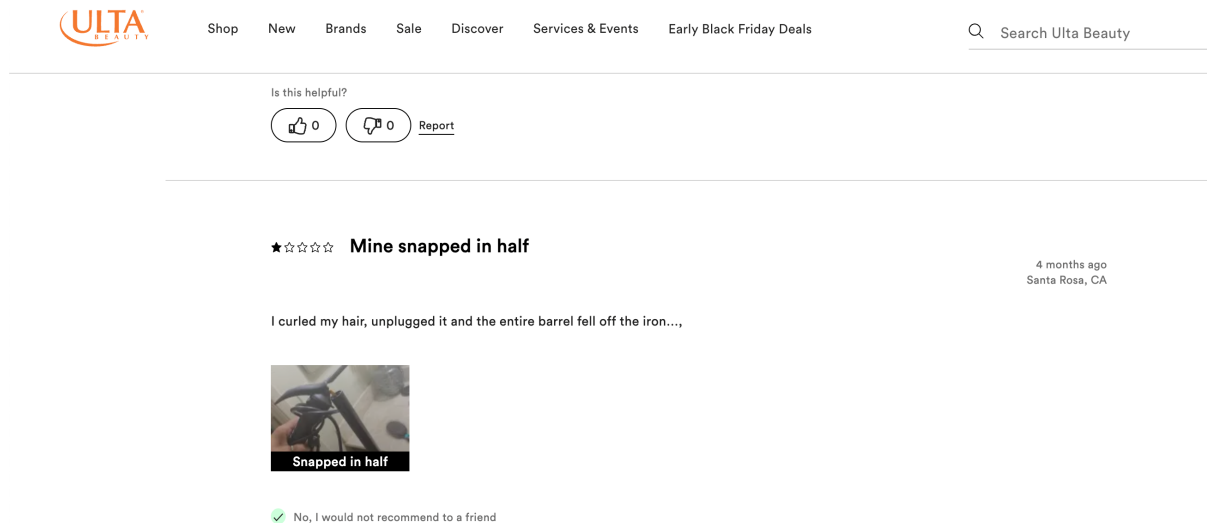 ULTA
BEAUTY
Shop New Brands Sale Discover Services & Events Early Black Friday Deals
Search Ulta Beauty
Is this helpful?
0 0 Report
Mine snapped in half
4 months ago
Santa Rosa, CA
I curled my hair, unplugged it and the entire barrel fell off the iron...,
Snapped in half
No, I would not recommend to a friend